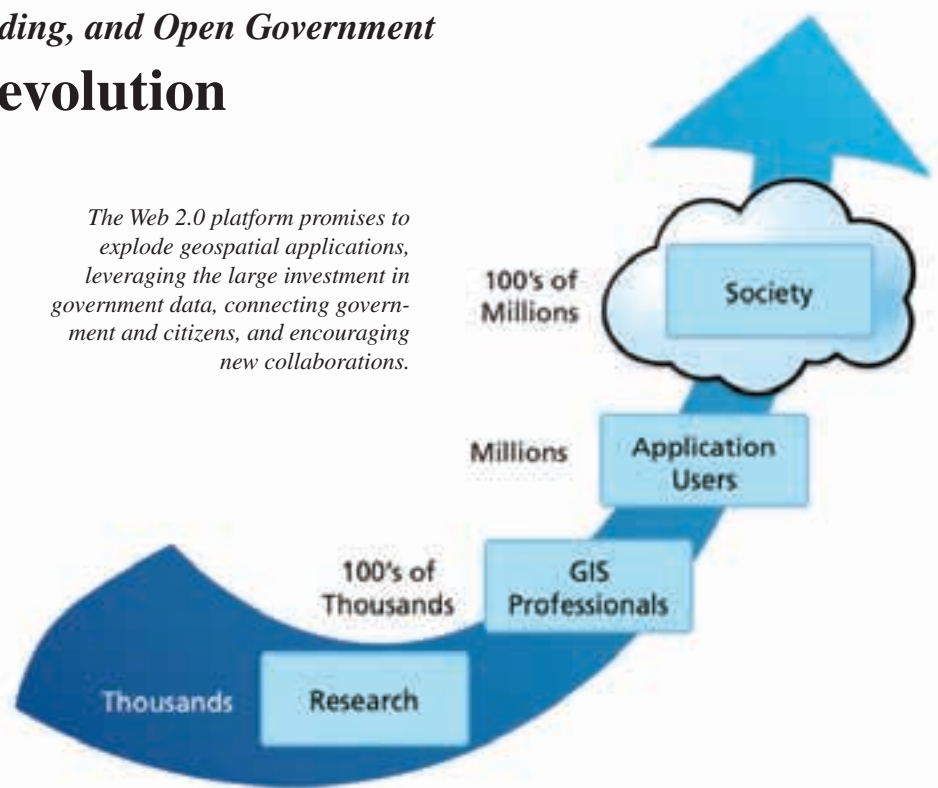 ding, and Open Government
evolution
The Web 2.0 platform promises to
explode geospatial applications,
leveraging the large investment in
government data, connecting govern-
ment and citizens, and encouraging
new collaborations.
100's of
Millions
Society
Millions
Application
Users
100's of
Thousands
GIS
Professionals
Thousands
Research